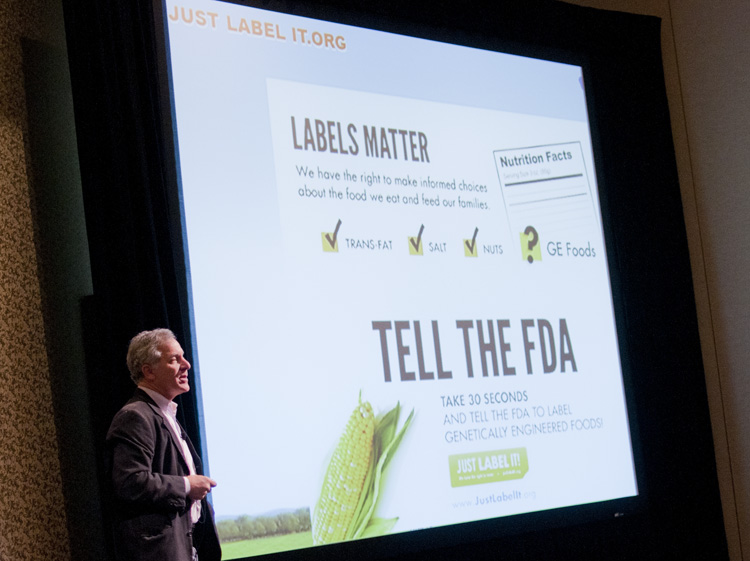 JUST LABEL IT.ORG
LABELS MATTER
We have the right to make informed choices
about the food we eat and feed our families.
TRANS-FAT SALT NUTS ? GE Foods
Nutrition Facts
TELL THE FDA
TAKE 30 SECONDS
AND TELL THE FDA TO LABEL
GENETICALLY ENGINEERED FOODS!
JUST LABEL IT!
www.JustLabelIt.org